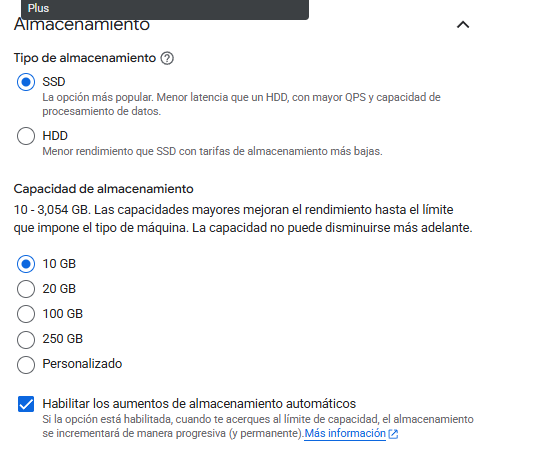 Plus
Almacenamiento
Tipo de almacenamiento
SSD
La opción más popular. Menor latencia que un HDD, con mayor QPS y capacidad de
procesamiento de datos.
HDD
Menor rendimiento que SSD con tarifas de almacenamiento más bajas.
Capacidad de almacenamiento
10 - 3,054 GB. Las capacidades mayores mejoran el rendimiento hasta el límite
que impone el tipo de máquina. La capacidad no puede disminuirse más adelante.
10 GB
20 GB
100 GB
250 GB
Personalizado
Habilitar los aumentos de almacenamiento automáticos
Si la opción está habilitada, cuando te acerques al límite de capacidad, el almacenamiento
se incrementará de manera progresiva (y permanente).Más información